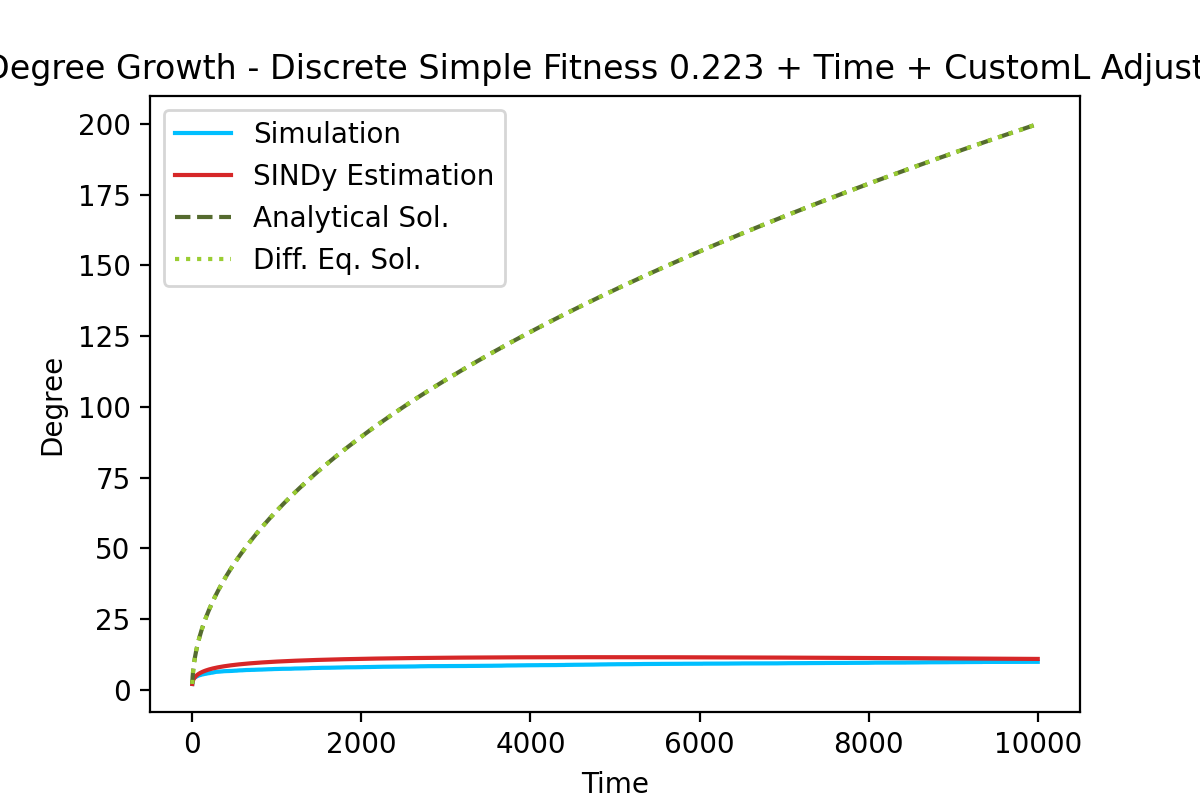 Degree Growth - Discrete Simple Fitness 0.223 + Time + CustomL Adjust
Simulation
SINDy Estimation
Analytical Sol.
Diff. Eq. Sol.
200
175
150
125
100
75
50
25
0
Degree
0 2000 4000 6000 8000 10000
Time